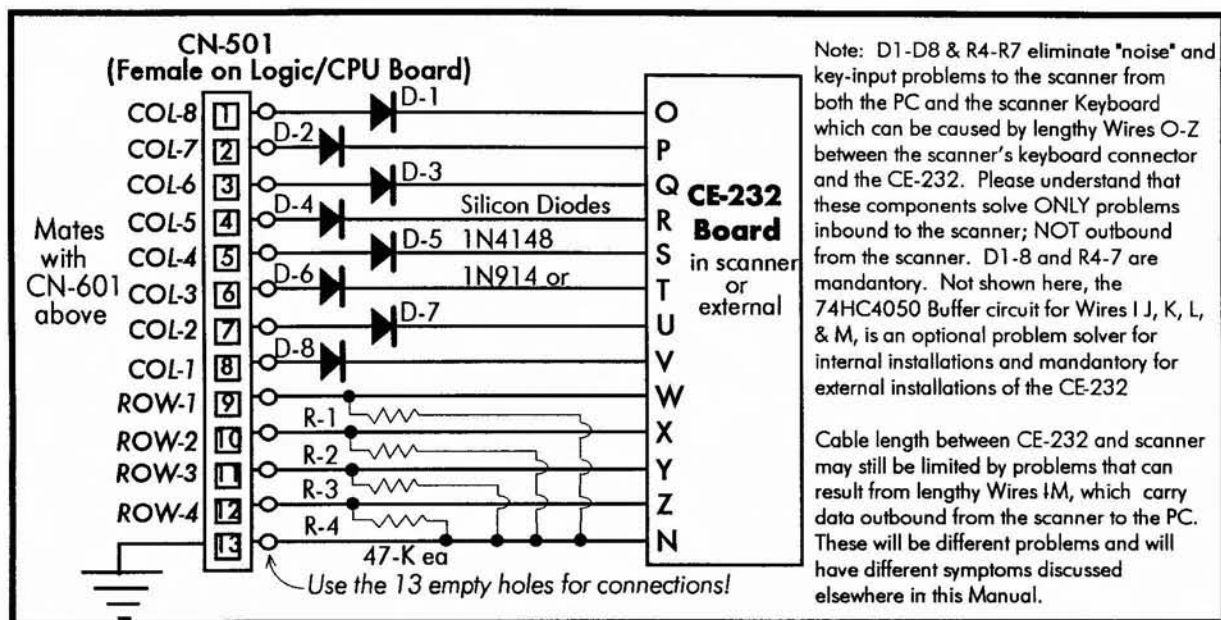 CN-501
(Female on Logic/CPU Board)
COL-8 1 D-1 O
COL-7 2 D-2 P
COL-6 3 D-3 Q
COL-5 4 D-4 Silicon Diodes R
COL-4 5 D-5 1N4148 S
COL-3 6 D-6 1N914 or T
COL-2 7 D-7 U
COL-1 8 D-8 V
ROW-1 9 W
R-1
ROW-2 10 X
R-2
ROW-3 11 Y
R-3
ROW-4 12 Z
R-4
13 N
47-K ea
Use the 13 empty holes for connections!
Mates
with
CN-601
above
CE-232
Board
in scanner
or
external
Note: D1-D8 & R4-R7 eliminate "noise" and
key-input problems to the scanner from
both the PC and the scanner Keyboard
which can be caused by lengthy Wires O-Z
between the scanner's keyboard connector
and the CE-232. Please understand that
these components solve ONLY problems
inbound to the scanner; NOT outbound
from the scanner. D1-8 and R4-7 are
mandantory. Not shown here, the
74HC4050 Buffer circuit for Wires I J, K, L,
& M, is an optional problem solver for
internal installations and mandantory for
external installations of the CE-232
Cable length between CE-232 and scanner
may still be limited by problems that can
result from lengthy Wires I-M, which carry
data outbound from the scanner to the PC.
These will be different problems and will
have different symptoms discussed
elsewhere in this Manual.